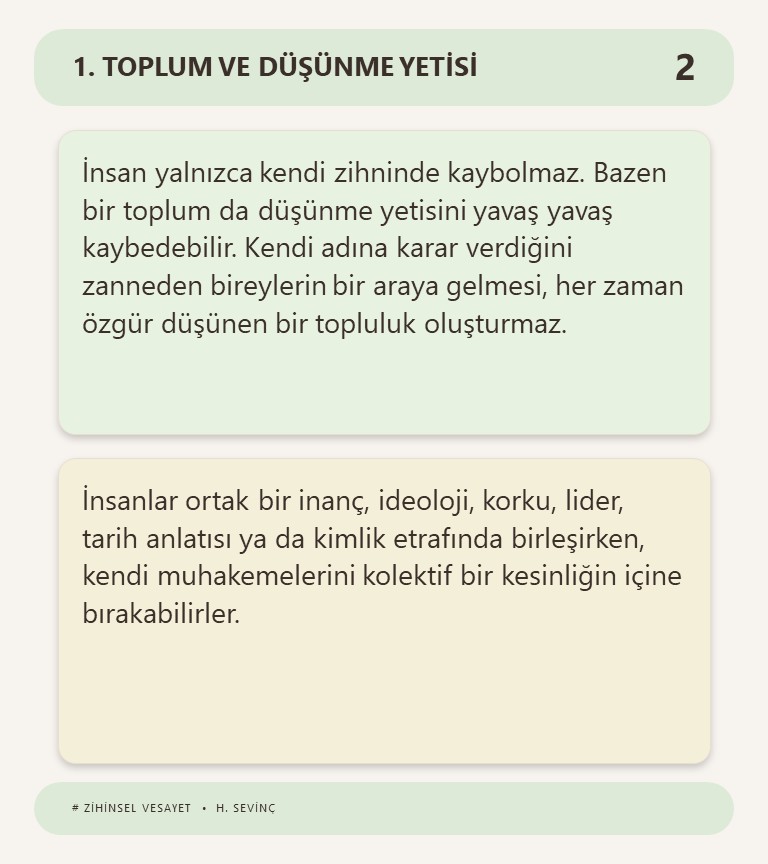 1. TOPLUM VE DÜŞÜNME YETİSİ 2
İnsan yalnızca kendi zihninde kaybolmaz. Bazen
bir toplum da düşünme yetisini yavaş yavaş
kaybedebilir. Kendi adına karar verdiğini
zanneden bireylerin bir araya gelmesi, her zaman
özgür düşünen bir topluluk oluşturmaz.
İnsanlar ortak bir inanç, ideoloji, korku, lider,
tarih anlatısı ya da kimlik etrafında birleşirken,
kendi muhakemelerini kolektif bir kesinliğin içine
bırakabilirler.
# ZİHİNSEL VESAYET • H. SEVİNÇ